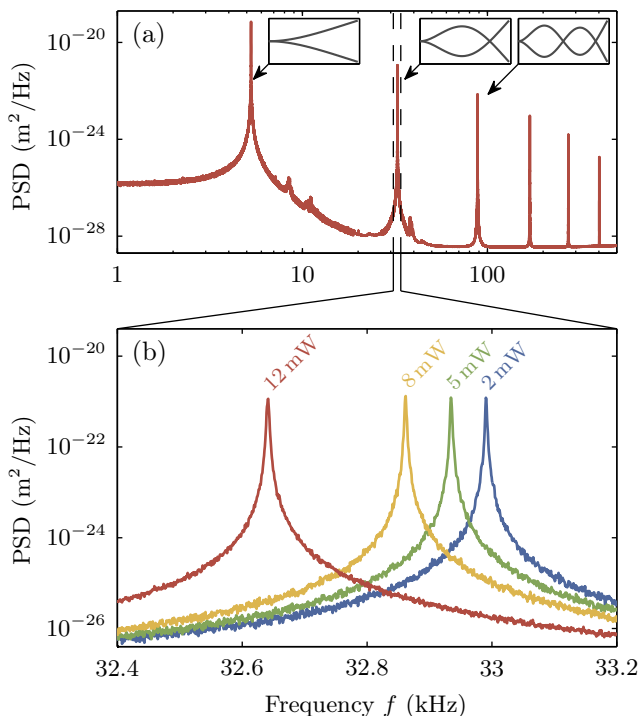 (a)
PSD (m²/Hz)
10⁻²⁰
10⁻²⁴
10⁻²⁸
1 10 100
(b)
PSD (m²/Hz)
10⁻²⁰
10⁻²²
10⁻²⁴
10⁻²⁶
12 mW 8 mW 5 mW 2 mW
32.4 32.6 32.8 33 33.2
Frequency f (kHz)